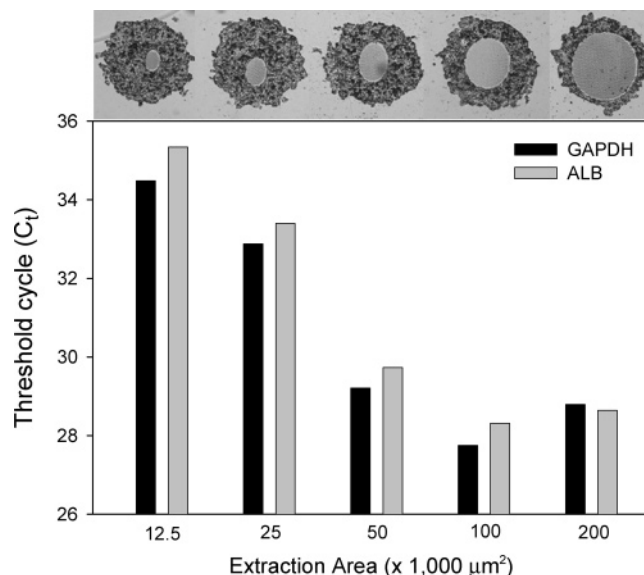 36
34
32
30
28
26
Threshold cycle (Ct)
GAPDH
ALB
12.5 25 50 100 200
Extraction Area (x 1,000 μm²)